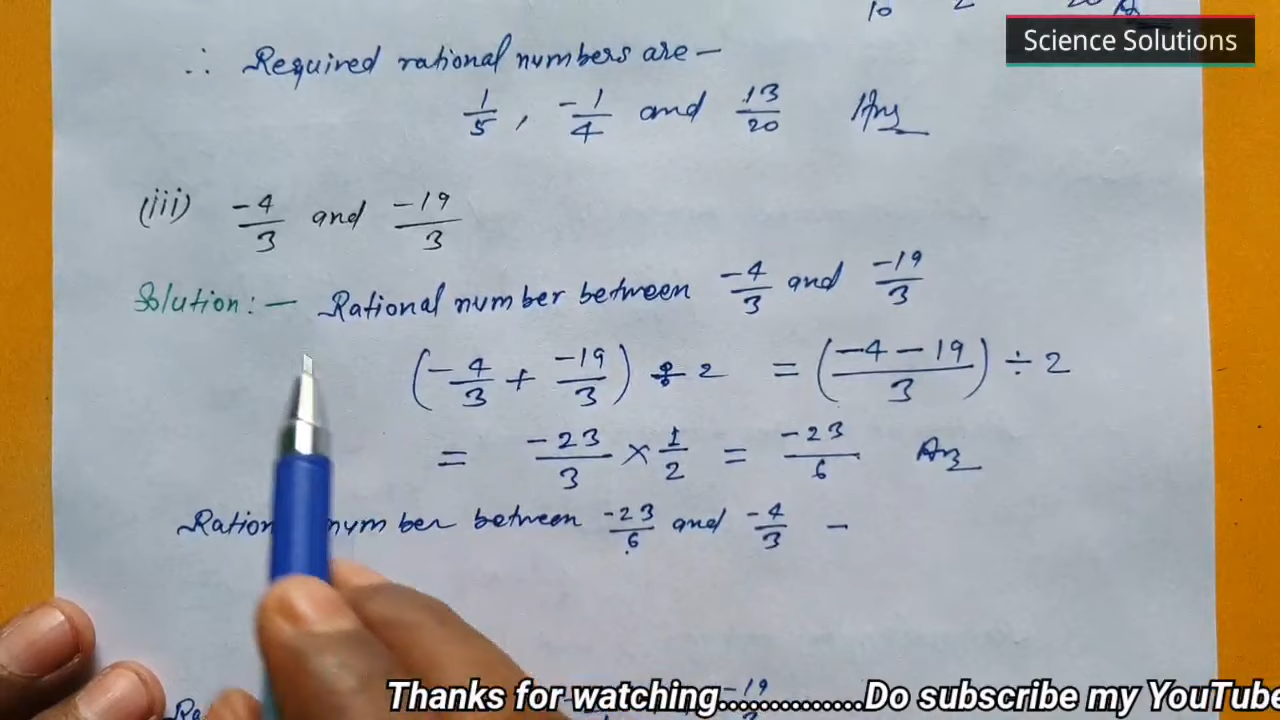 10 2 20
Science Solutions
∴ Required rational numbers are —
1/5 , -1/4 and 13/20 Ans
(iii) -4/3 and -19/3
Solution: — Rational number between -4/3 and -19/3
(-4/3 + -19/3) ÷ 2 = (-4-19/3) ÷ 2
= -23/3 × 1/2 = -23/6 Ans
Ration number between -23/6 and -4/3 —
-19/3
Thanks for watching..............Do subscribe my YouTube